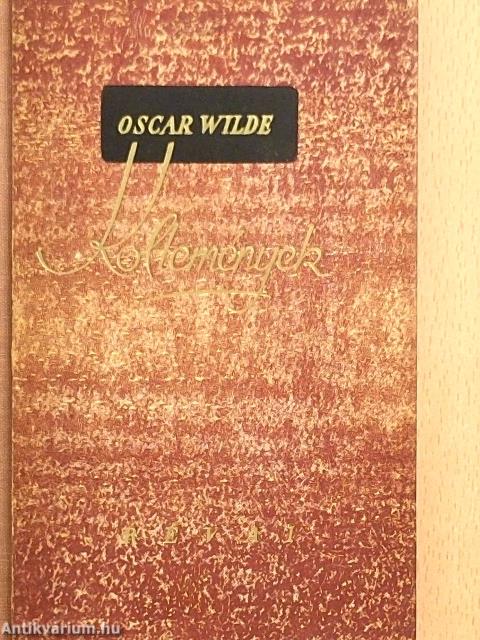 OSCAR WILDE
Költemények
RÉVAI
Antikvarium.hu